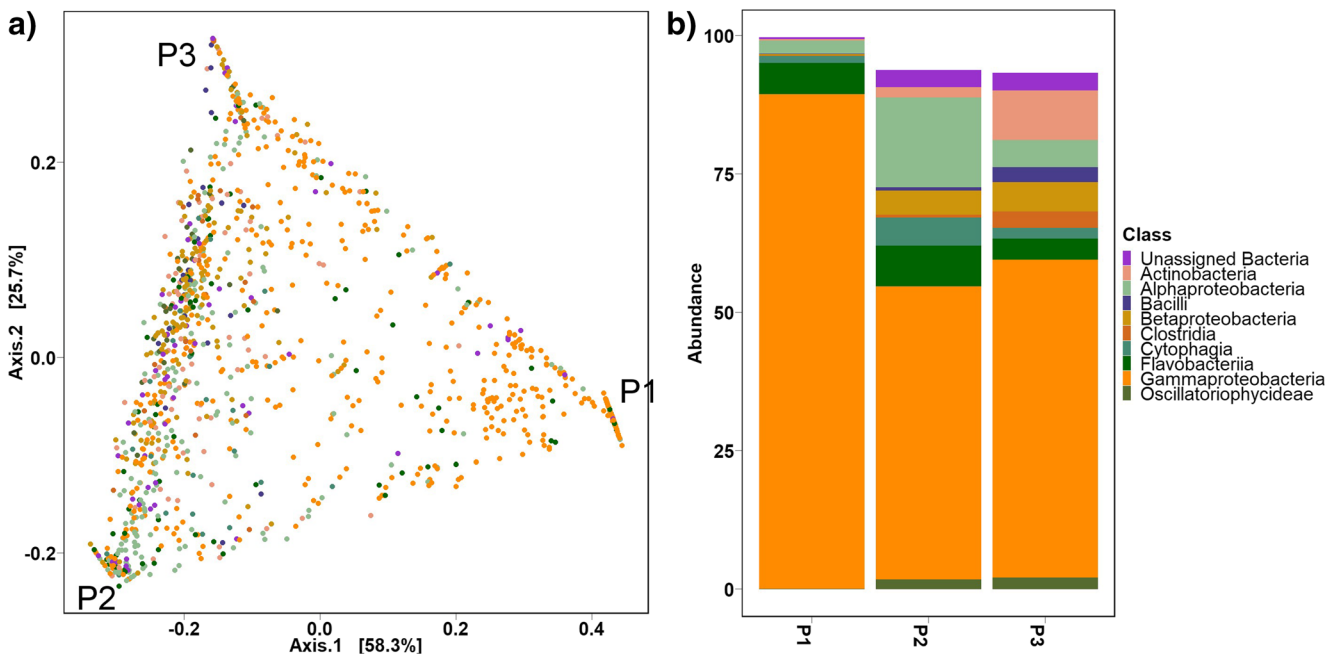 a)
P3
P1
P2
0.2
0.0
-0.2
Axis.2 [25.7%]
-0.2
0.0
0.2
0.4
Axis.1 [58.3%]
b)
100
75
50
25
0
Abundance
P1
P2
P3
Class
Unassigned Bacteria
Actinobacteria
Alphaproteobacteria
Bacilli
Betaproteobacteria
Clostridia
Cytophagia
Flavobacteriia
Gammaproteobacteria
Oscillatoriophycideae